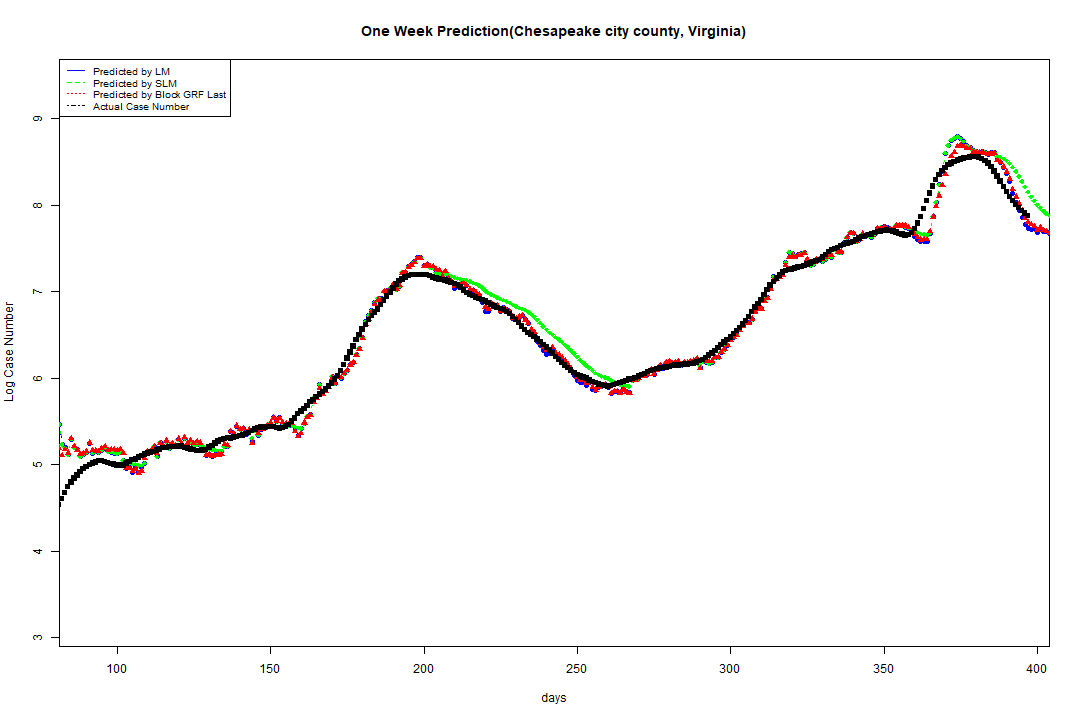 One Week Prediction(Chesapeake city county, Virginia)
Predicted by LM
Predicted by SLM
Predicted by Block GRF Last
Actual Case Number
Log Case Number
9
8
7
6
5
4
3
100 150 200 250 300 350 400
days